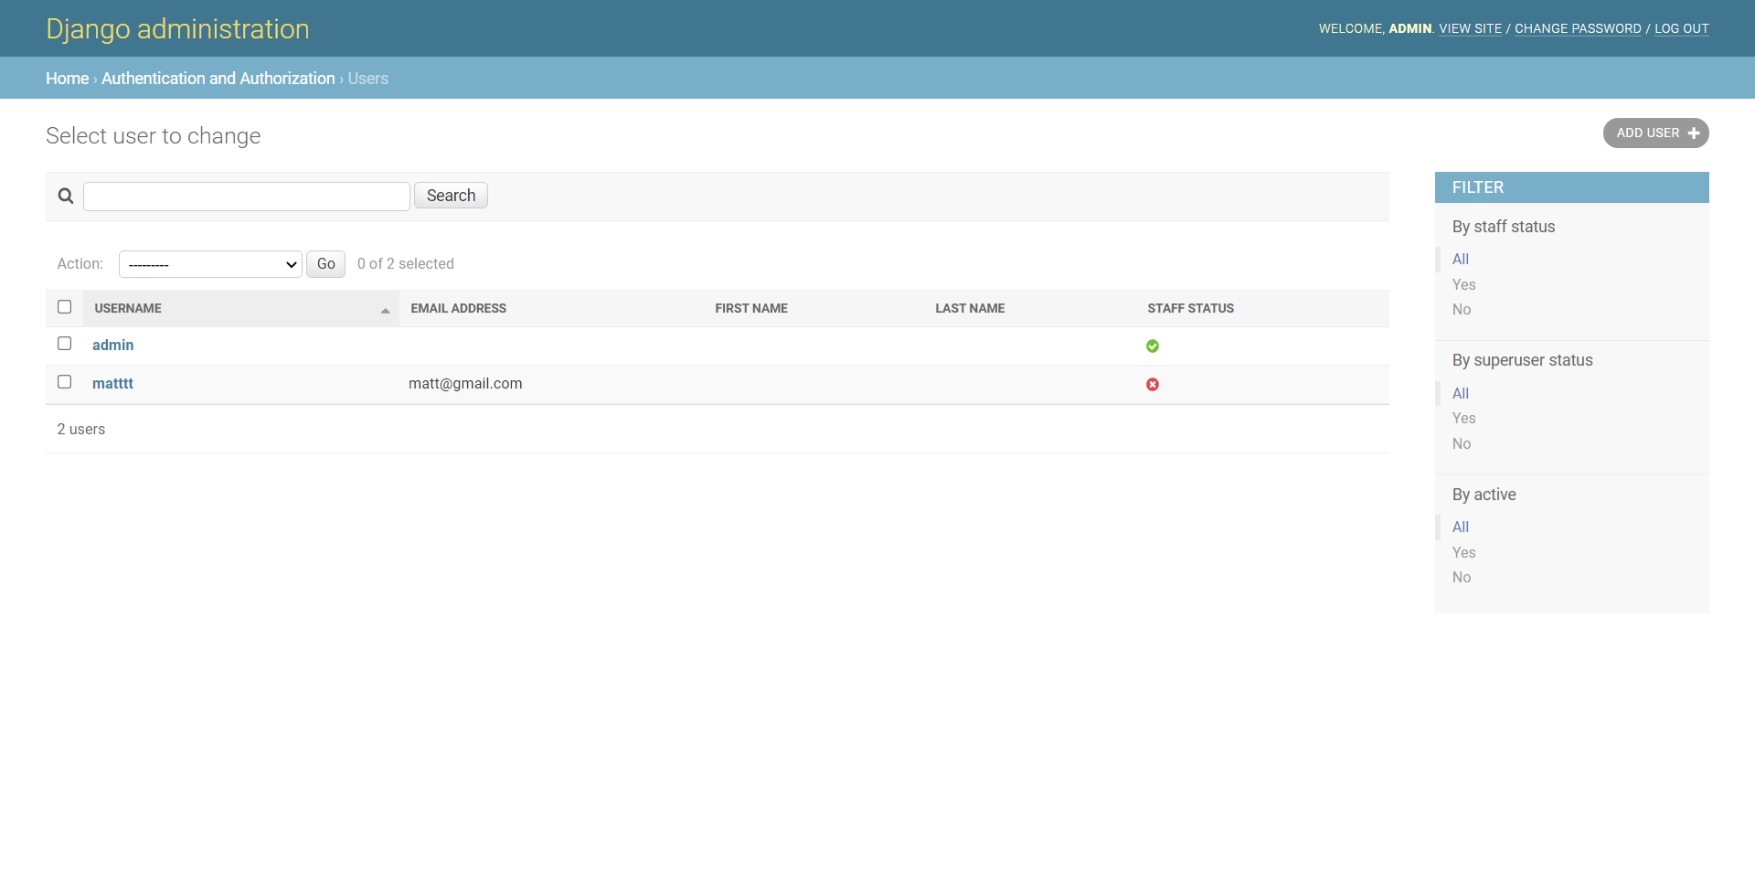 Django administration
WELCOME, ADMIN. VIEW SITE / CHANGE PASSWORD / LOG OUT
Home › Authentication and Authorization › Users
Select user to change
ADD USER +
Search
FILTER
By staff status
All
Yes
No
By superuser status
All
Yes
No
By active
All
Yes
No
Action: --------- Go 0 of 2 selected
USERNAME EMAIL ADDRESS FIRST NAME LAST NAME STAFF STATUS
admin
matttt matt@gmail.com
2 users